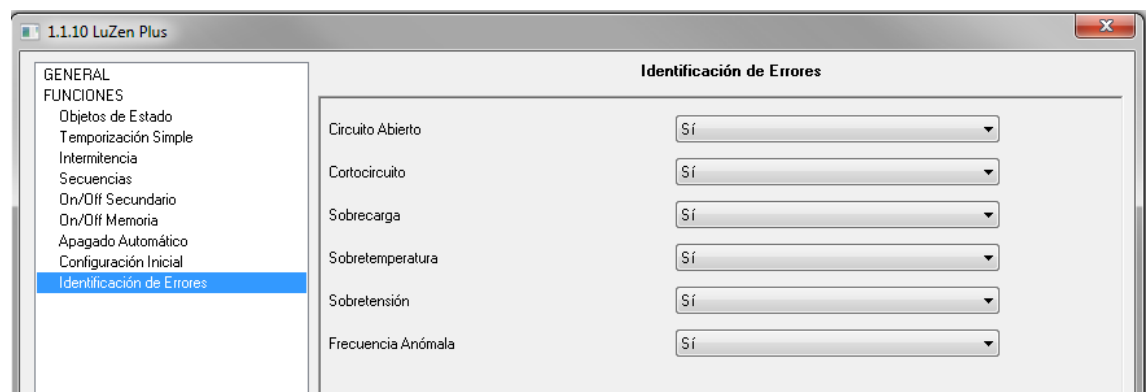 1.1.10 LuZen Plus
GENERAL
FUNCIONES
Objetos de Estado
Temporización Simple
Intermitencia
Secuencias
On/Off Secundario
On/Off Memoria
Apagado Automático
Configuración Inicial
Identificación de Errores
Identificación de Errores
Circuito Abierto Sí
Cortocircuito Sí
Sobrecarga Sí
Sobretemperatura Sí
Sobretensión Sí
Frecuencia Anómala Sí